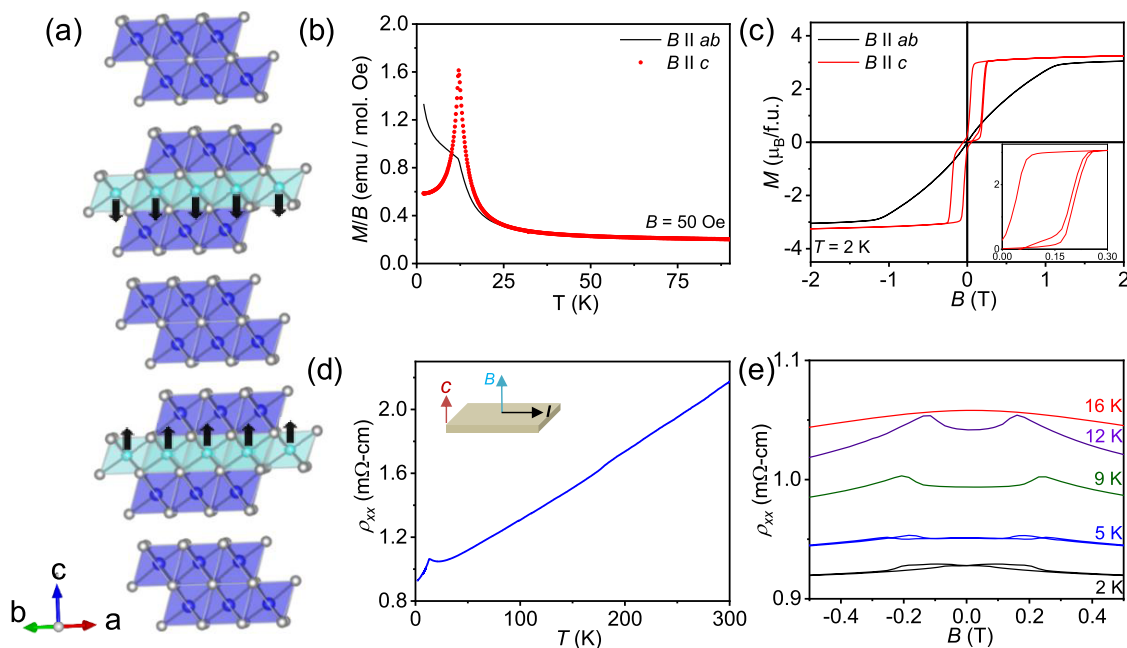 (a)
c
b
a
(b)
M/B (emu / mol. Oe)
2.0
1.6
1.2
0.8
0.4
0.0
B II ab
B II c
B = 50 Oe
0
25
50
75
T (K)
(c)
M (μB/f.u.)
4
2
0
-2
-4
B II ab
B II c
T = 2 K
2
0
0.00
0.15
0.30
-2
-1
0
1
2
B (T)
(d)
ρxx (mΩ-cm)
2.0
1.6
1.2
0.8
c
B
I
0
100
200
300
T (K)
(e)
ρxx (mΩ-cm)
1.1
1.0
0.9
16 K
12 K
9 K
5 K
2 K
-0.4
-0.2
0.0
0.2
0.4
B (T)